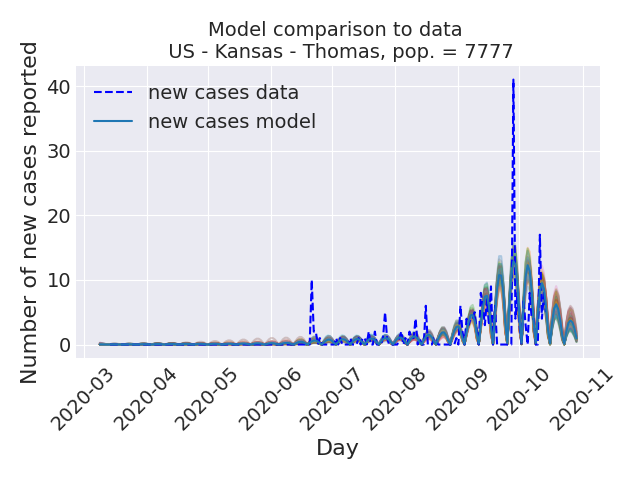 Model comparison to data
US - Kansas - Thomas, pop. = 7777
Number of new cases reported
40
30
20
10
0
new cases data
new cases model
2020-03
2020-04
2020-05
2020-06
2020-07
2020-08
2020-09
2020-10
2020-11
Day